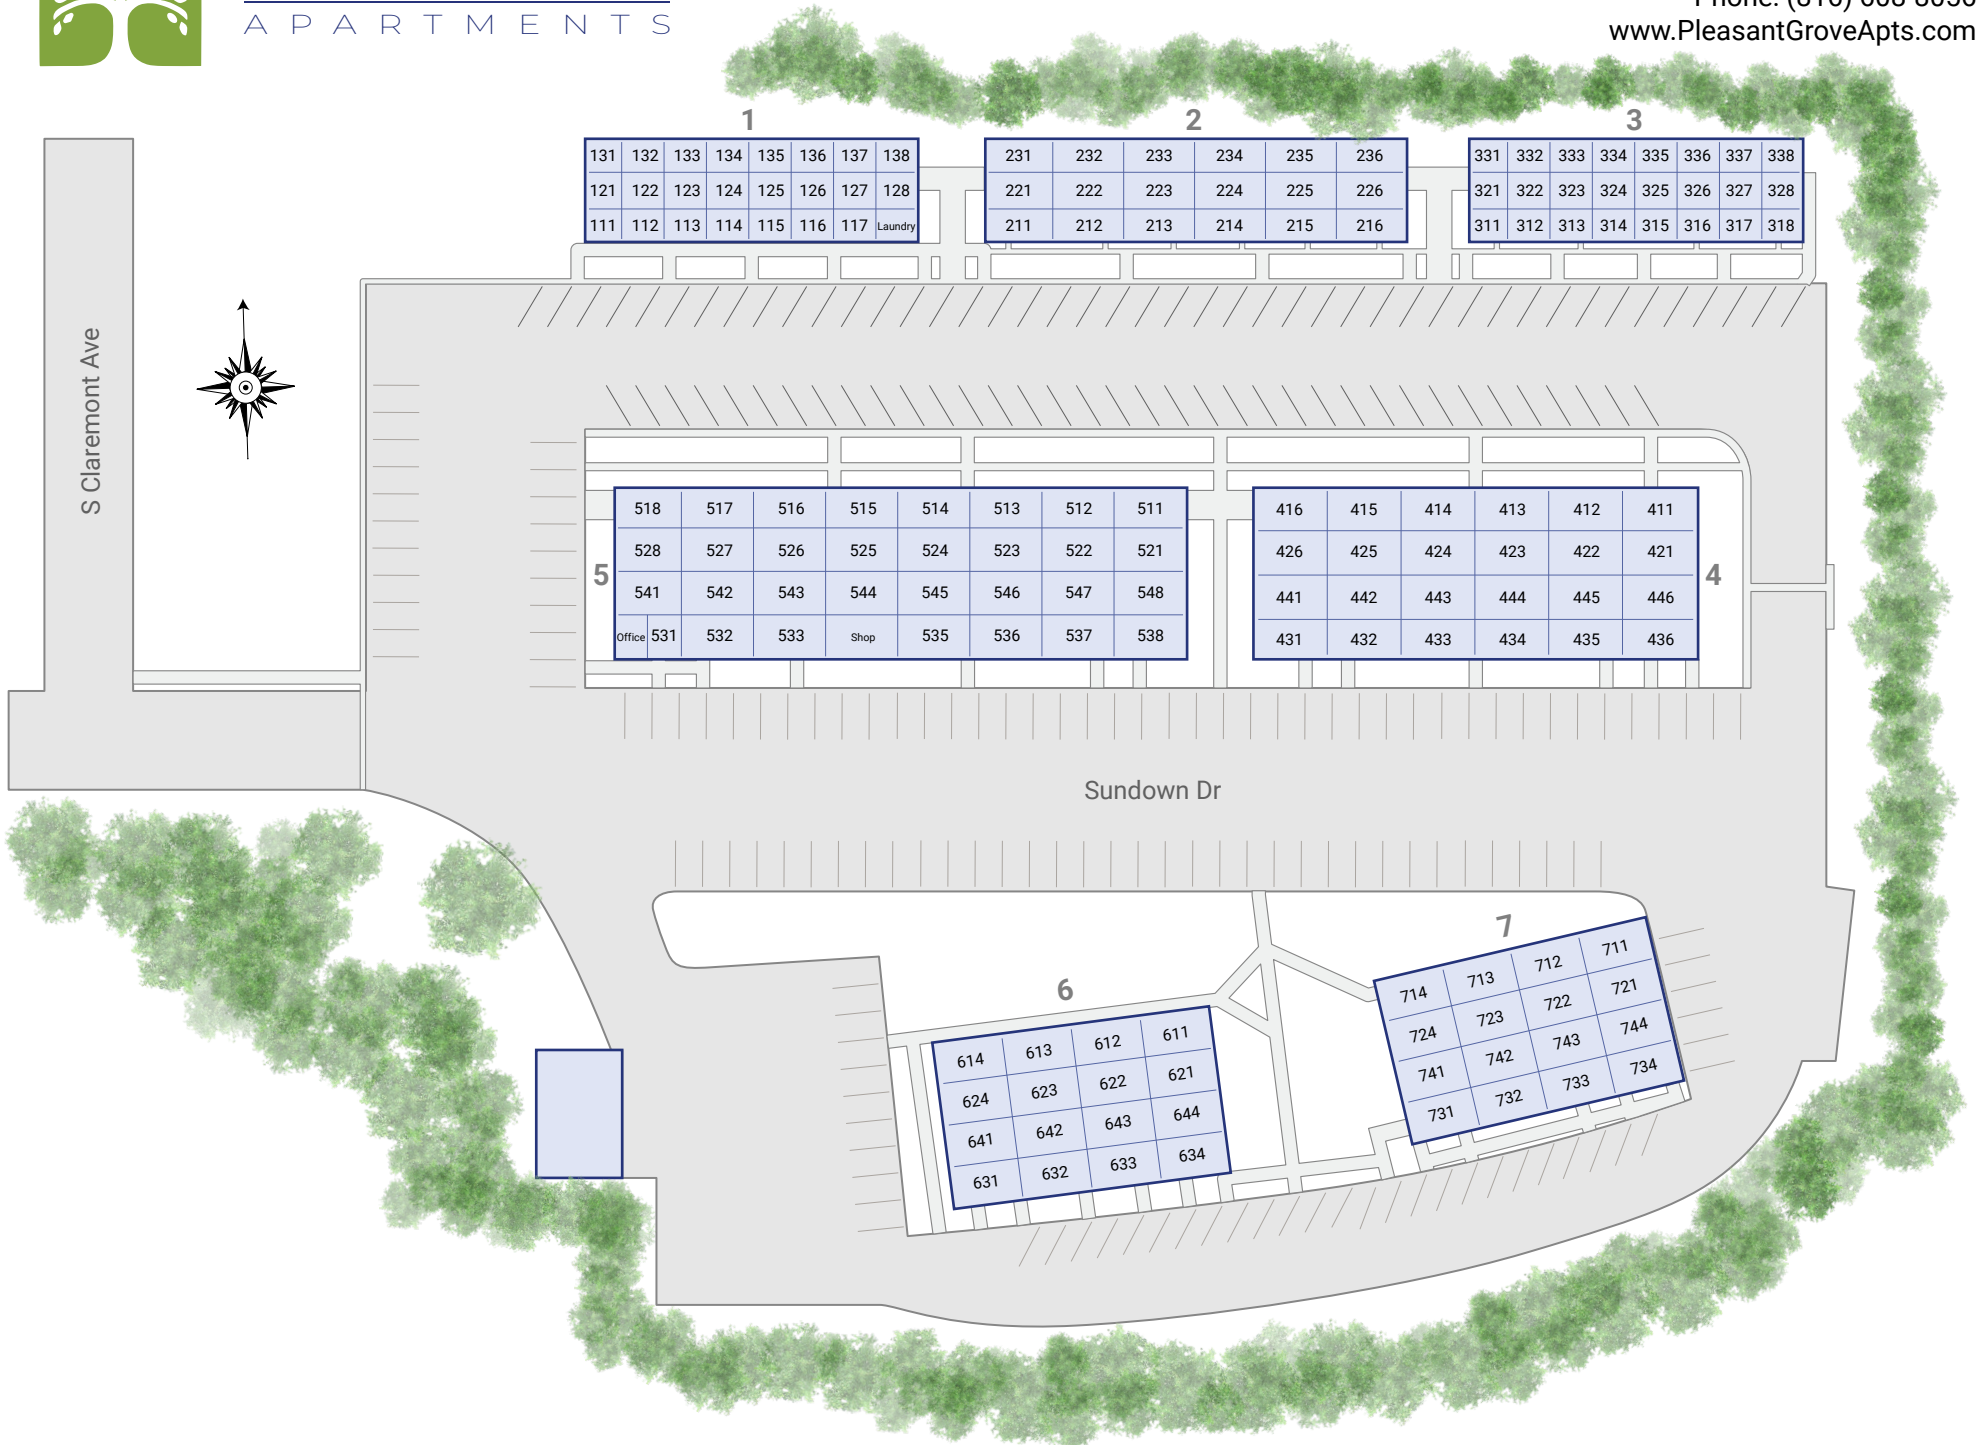 APARTMENTS
www.PleasantGroveApts.com
1
2
3
131 132 133 134 135 136 137 138
121 122 123 124 125 126 127 128
111 112 113 114 115 116 117 Laundry
231 232 233 234 235 236
221 222 223 224 225 226
211 212 213 214 215 216
331 332 333 334 335 336 337 338
321 322 323 324 325 326 327 328
311 312 313 314 315 316 317 318
S Claremont Ave
5
518 517 516 515 514 513 512 511
528 527 526 525 524 523 522 521
541 542 543 544 545 546 547 548
Office 531 532 533 Shop 535 536 537 538
416 415 414 413 412 411
426 425 424 423 422 421
441 442 443 444 445 446
431 432 433 434 435 436
4
Sundown Dr
6
614 613 612 611
624 623 622 621
641 642 643 644
631 632 633 634
7
714 713 712 711
724 723 722 721
741 742 743 744
731 732 733 734